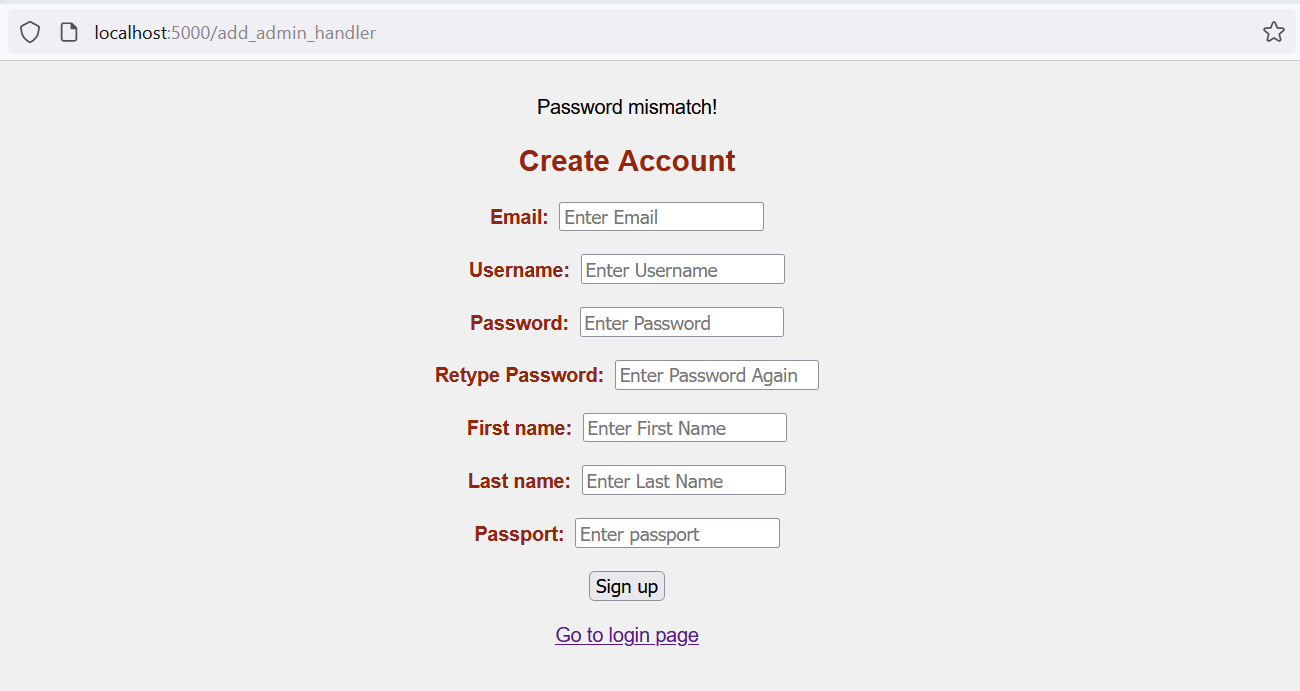 localhost:5000/add_admin_handler
Password mismatch!
Create Account
Email: Enter Email
Username: Enter Username
Password: Enter Password
Retype Password: Enter Password Again
First name: Enter First Name
Last name: Enter Last Name
Passport: Enter passport
Sign up
Go to login page